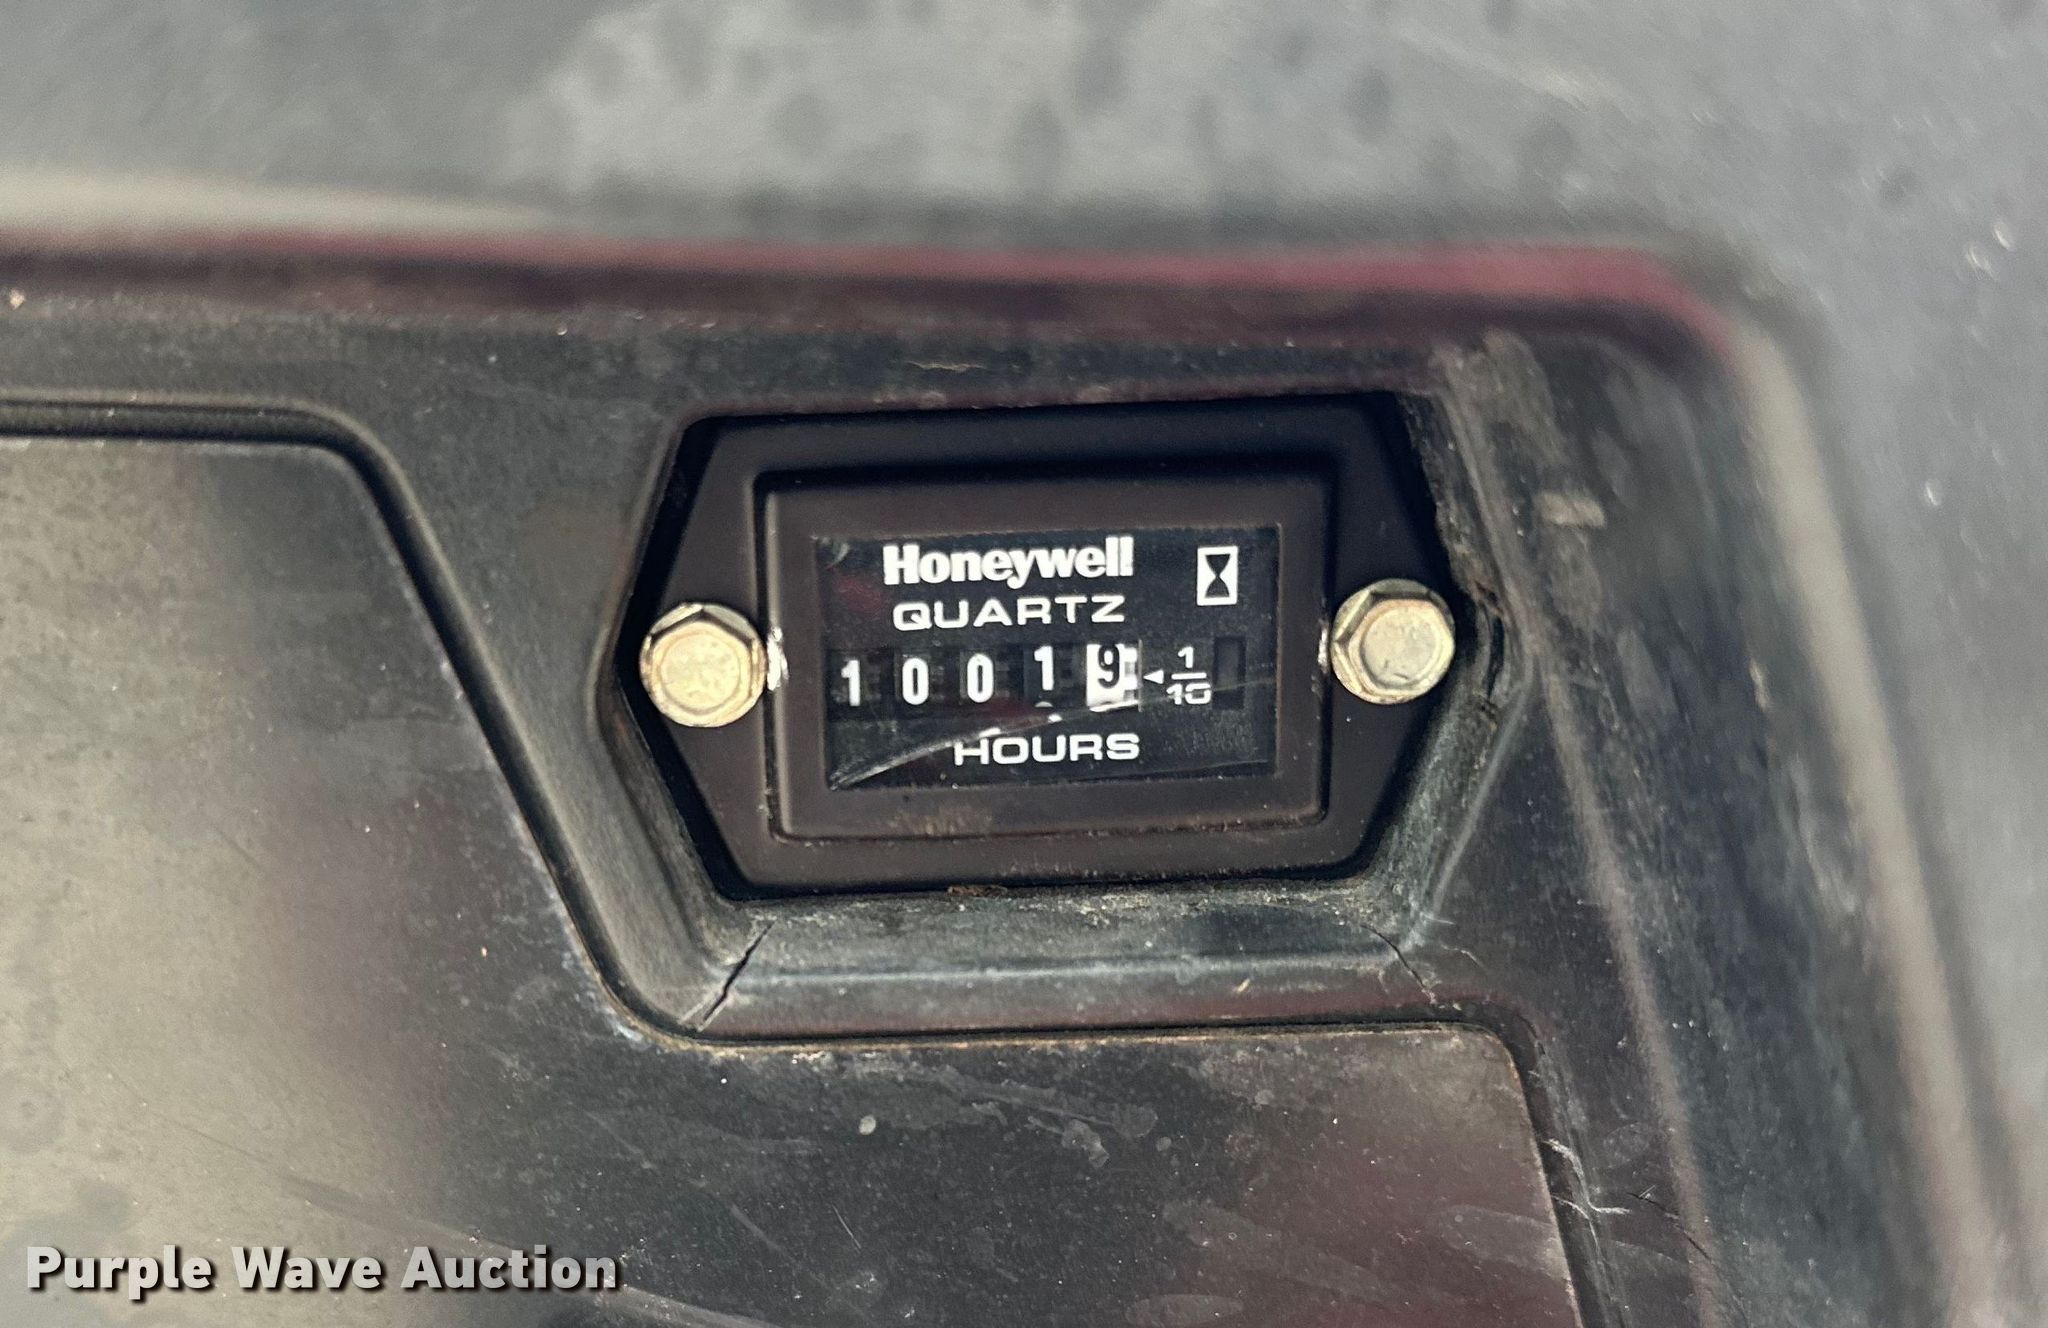 Honeywell
QUARTZ
10019 1/10
HOURS
Purple Wave Auction